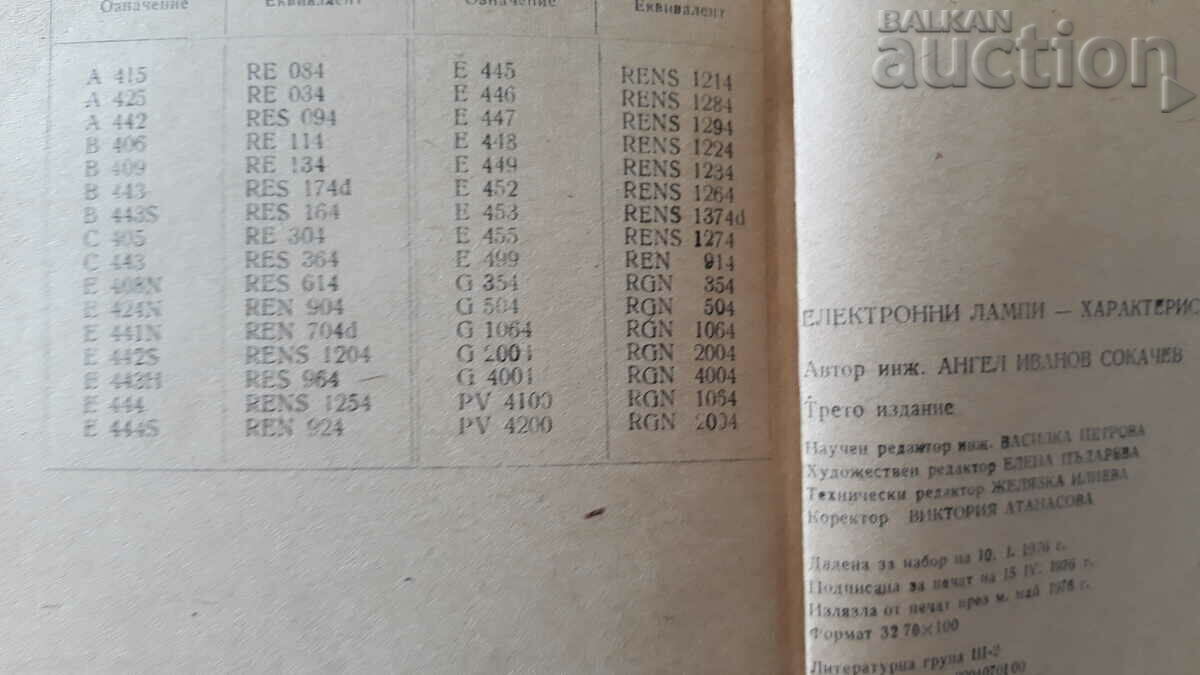 Означение Еквивалент Означение Еквивалент
A 415 RE 084 E 445 RENS 1214
A 425 RE 034 E 446 RENS 1284
A 442 RES 094 E 447 RENS 1294
B 406 RE 114 E 448 RENS 1224
B 409 RE 134 E 449 RENS 1234
B 443 RES 174d E 452 RENS 1264
B 443S RES 164 E 453 RENS 1374d
C 405 RE 304 E 455 RENS 1274
C 443 RES 364 E 499 REN 914
E 408N RES 614 G 354 RGN 354
E 424N REN 904 G 504 RGN 504
E 441N REN 704d G 1064 RGN 1064
E 442S RENS 1204 G 2004 RGN 2004
E 443H RES 964 G 4001 RGN 4004
E 444 RENS 1254 PV 4100 RGN 1064
E 444S REN 924 PV 4200 RGN 2004
BALKAN
auction
ЕЛЕКТРОННИ ЛАМПИ — ХАРАКТЕРИС
Автор инж. АНГЕЛ ИВАНОВ СОКАЧЕВ
Трето издание
Научен редактор инж. ВАСИЛКА ПЕТРОВА
Художествен редактор ЕЛЕНА ПЪДАРЕВА
Технически редактор ЖЕЛЯЗКА ИЛИЕВА
Коректор ВИКТОРИЯ АТАНАСОВА
Дадена за набор на 10. I. 1976 г.
Подписана за печат на 15 IV. 1976 г.
Излязла от печат през м. май 1976 г.
Формат 32 70×100
Литературна група III-2